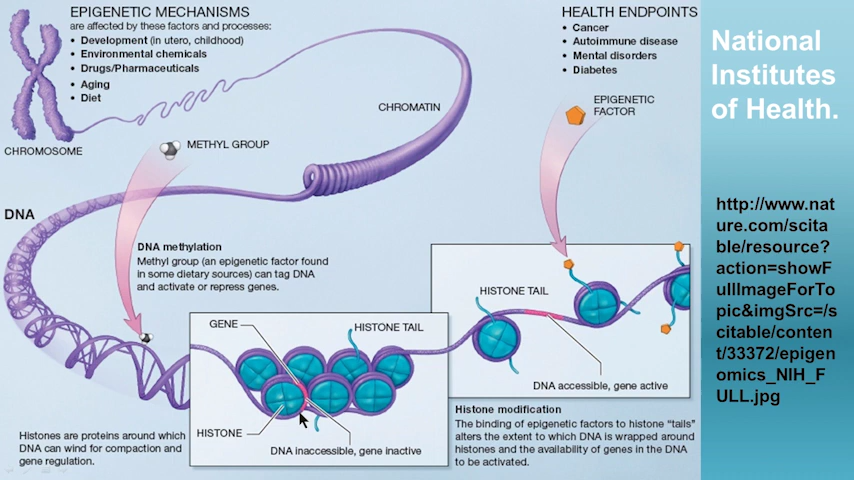 EPIGENETIC MECHANISMS
are affected by these factors and processes:
• Development (in utero, childhood)
• Environmental chemicals
• Drugs/Pharmaceuticals
• Aging
• Diet
HEALTH ENDPOINTS
• Cancer
• Autoimmune disease
• Mental disorders
• Diabetes
EPIGENETIC
FACTOR
CHROMATIN
CHROMOSOME
METHYL GROUP
DNA
DNA methylation
Methyl group (an epigenetic factor found
in some dietary sources) can tag DNA
and activate or repress genes.
HISTONE TAIL
DNA accessible, gene active
GENE
HISTONE TAIL
HISTONE
DNA inaccessible, gene inactive
Histones are proteins around which
DNA can wind for compaction and
gene regulation.
Histone modification
The binding of epigenetic factors to histone “tails”
alters the extent to which DNA is wrapped around
histones and the availability of genes in the DNA
to be activated.
National
Institutes
of Health.
http://www.nat
ure.com/scita
ble/resource?
action=showF
ullImageForTo
pic&imgSrc=/s
citable/conten
t/33372/epigen
omics_NIH_F
ULL.jpg